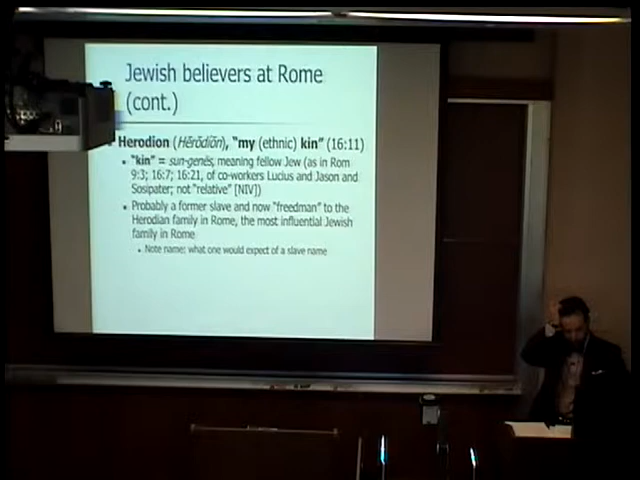 Jewish believers at Rome
(cont.)
Herodion (Hērōdíōn), “my (ethnic) kin” (16:11)
• “kin” = sun-genēs, meaning fellow Jew (as in Rom
9:3; 16:7; 16:21, of co-workers Lucius and Jason and
Sosipater; not “relative” [NIV])
• Probably a former slave and now “freedman” to the
Herodian family in Rome, the most influential Jewish
family in Rome
• Note name: what one would expect of a slave name